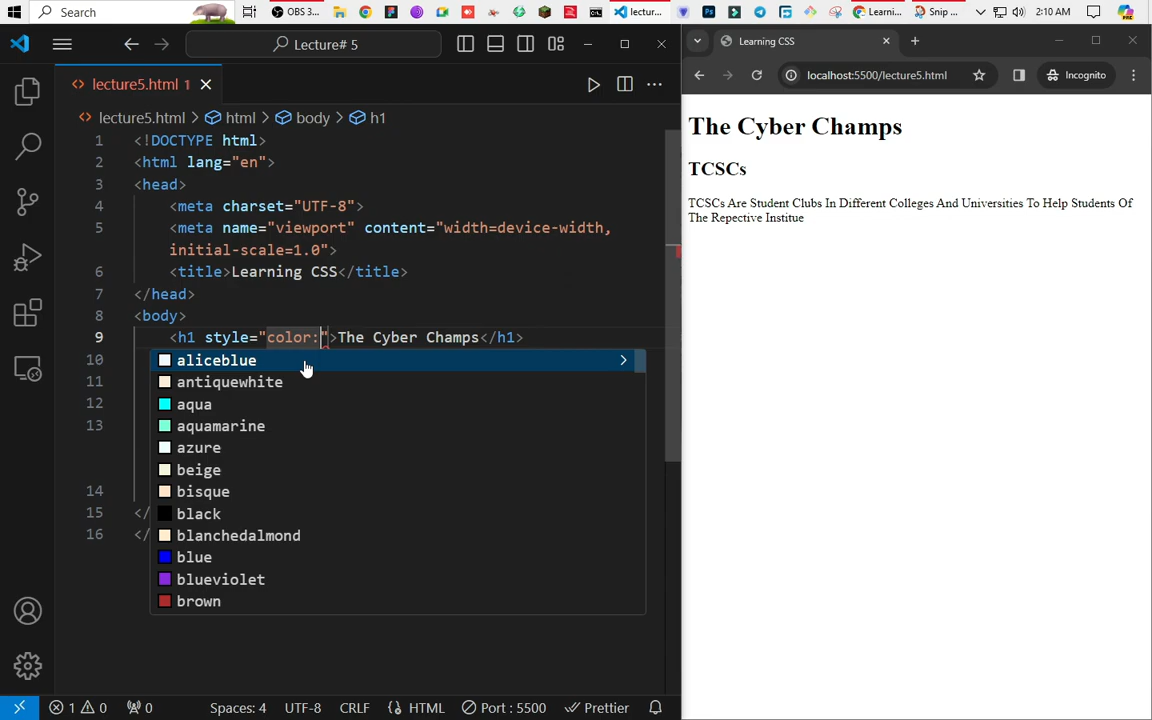 Search
OBS 3...
lectur...
Learni...
Snip ...
2:10 AM
Lecture# 5
Learning CSS
lecture5.html 1
localhost:5500/lecture5.html
Incognito
lecture5.html > html > body > h1
1 <!DOCTYPE html>
2 <html lang="en">
3 <head>
4 <meta charset="UTF-8">
5 <meta name="viewport" content="width=device-width,
initial-scale=1.0">
6 <title>Learning CSS</title>
7 </head>
8 <body>
9 <h1 style="color:">The Cyber Champs</h1>
10 aliceblue
11 antiquewhite
12 aqua
13 aquamarine
azure
beige
14 bisque
15 </ black
16 </ blanchedalmond
blue
blueviolet
brown
The Cyber Champs
TCSCs
TCSCs Are Student Clubs In Different Colleges And Universities To Help Students Of
The Repective Institue
1 0 0 Spaces: 4 UTF-8 CRLF HTML Port : 5500 Prettier